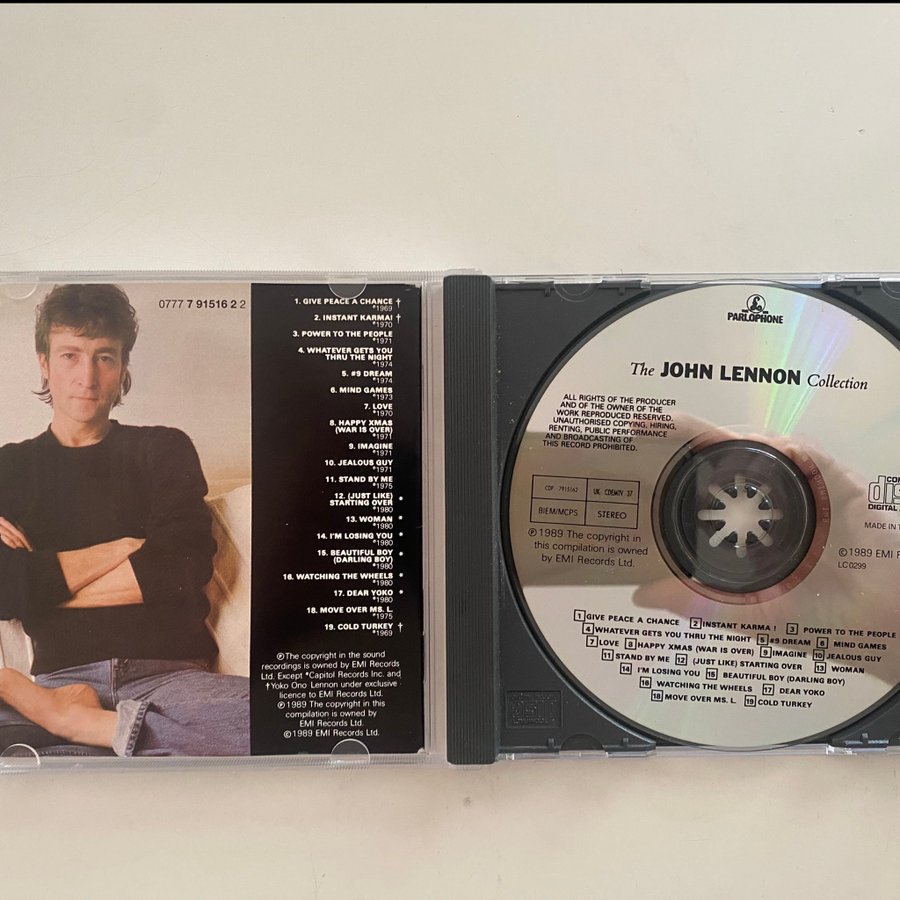 0777 7 91516 2 2
1. GIVE PEACE A CHANCE †
℗1969
2. INSTANT KARMA! †
℗1970
3. POWER TO THE PEOPLE
℗1971
4. WHATEVER GETS YOU
THRU THE NIGHT
℗1974
5. #9 DREAM
℗1974
6. MIND GAMES
℗1973
7. LOVE
℗1970
8. HAPPY XMAS
(WAR IS OVER)
℗1971
9. IMAGINE
℗1971
10. JEALOUS GUY
℗1971
11. STAND BY ME
℗1975
12. (JUST LIKE) *
STARTING OVER
℗1980
13. WOMAN *
℗1980
14. I'M LOSING YOU *
℗1980
15. BEAUTIFUL BOY *
(DARLING BOY)
℗1980
16. WATCHING THE WHEELS *
℗1980
17. DEAR YOKO *
℗1980
18. MOVE OVER MS. L.
℗1975
19. COLD TURKEY †
℗1969
℗The copyright in the sound
recordings is owned by EMI Records
Ltd. Except *Capitol Records Inc. and
†Yoko Ono Lennon under exclusive
licence to EMI Records Ltd.
℗1989 The copyright in this
compilation is owned by
EMI Records Ltd.
©1989 EMI Records Ltd.
PARLOPHONE
The JOHN LENNON Collection
ALL RIGHTS OF THE PRODUCER
AND OF THE OWNER OF THE
WORK REPRODUCED RESERVED.
UNAUTHORISED COPYING, HIRING,
RENTING, PUBLIC PERFORMANCE
AND BROADCASTING OF
THIS RECORD PROHIBITED.
CDP 7915162 UK: CDEMTV 37
BIEM/MCPS STEREO
COM
dis
DIGITAL A
MADE IN T
℗1989 The copyright in
this compilation is owned
by EMI Records Ltd.
©1989 EMI Reco
LC0299
1 GIVE PEACE A CHANCE 2 INSTANT KARMA ! 3 POWER TO THE PEOPLE
4 WHATEVER GETS YOU THRU THE NIGHT 5 #9 DREAM 6 MIND GAMES
7 LOVE 8 HAPPY XMAS (WAR IS OVER) 9 IMAGINE 10 JEALOUS GUY
11 STAND BY ME 12 (JUST LIKE) STARTING OVER 13 WOMAN
14 I'M LOSING YOU 15 BEAUTIFUL BOY (DARLING BOY)
16 WATCHING THE WHEELS 17 DEAR YOKO
18 MOVE OVER MS. L. 19 COLD TURKEY